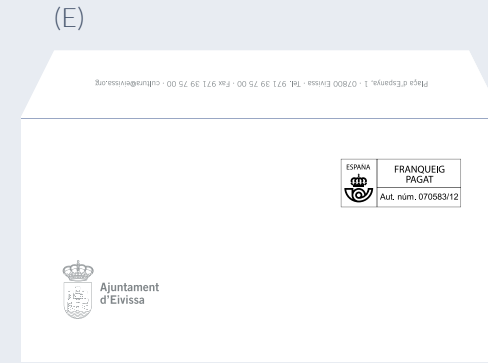 (E)
Plaça d'Espanya, 1 · 07800 Eivissa · Tel. 971 39 75 00 · Fax 971 39 75 00 · cultura@eivissa.org
ESPAÑA
FRANQUEIG
PAGAT
Aut. núm. 070583/12
Ajuntament
d'Eivissa